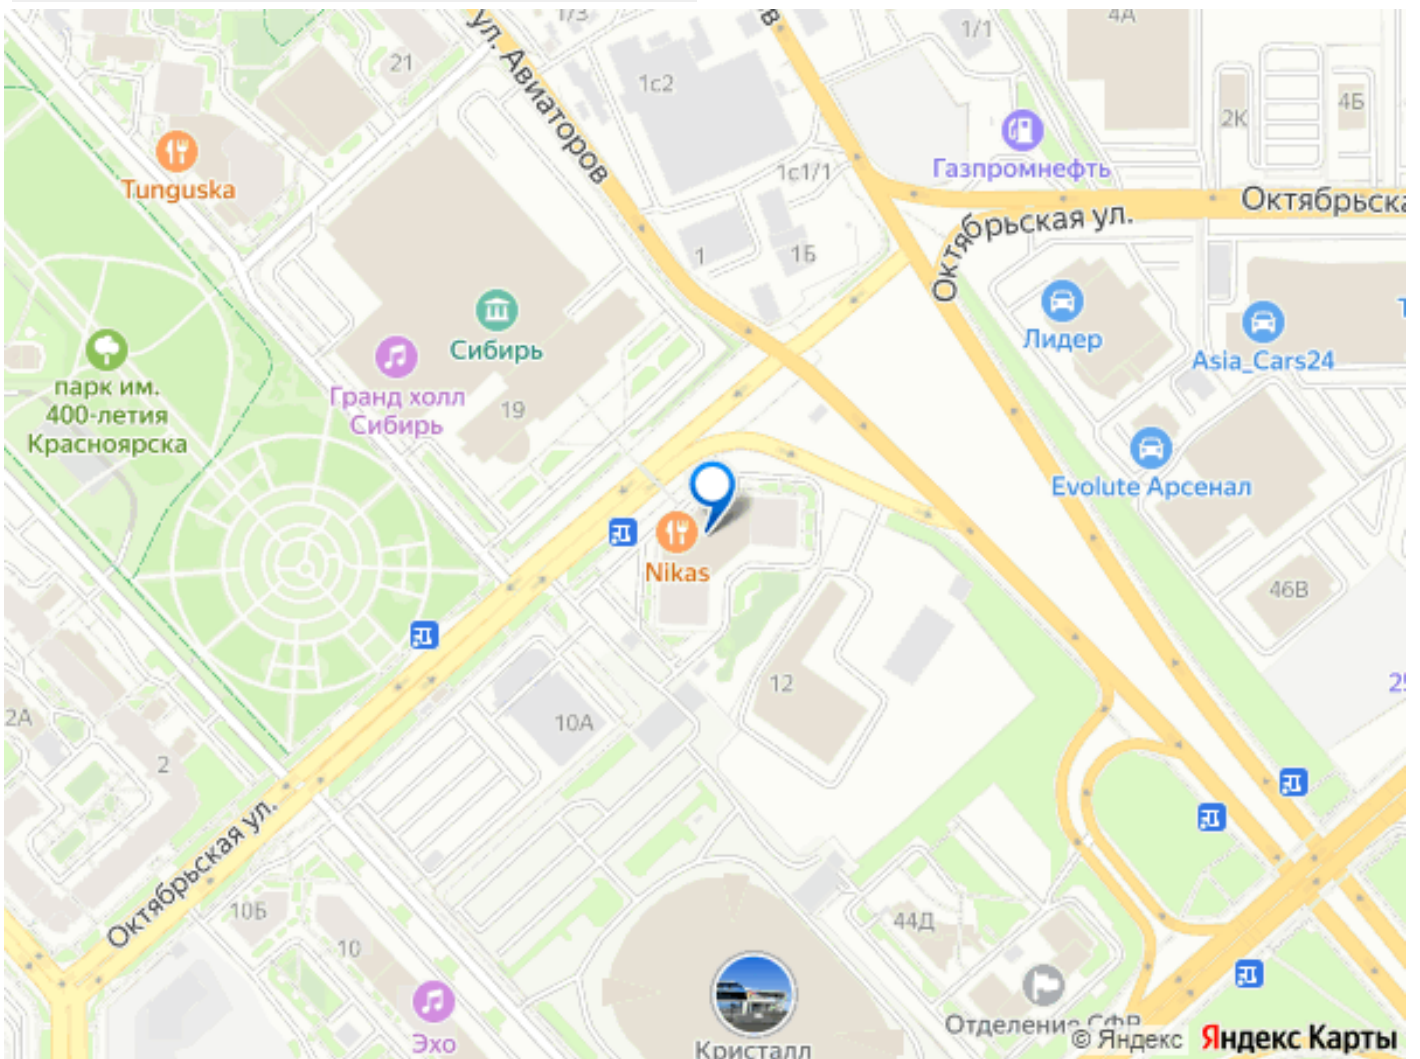 1/3
ул. Авиаторов
21
1с2
1/1
4А
4Б
2К
Газпромнефть
1с1/1
Tunguska
Октябрьска
Октябрьская ул.
1
1Б
Сибирь
Лидер
Asia_Cars24
парк им.
400-летия
Красноярска
Гранд холл
Сибирь
19
Evolute Арсенал
Nikas
46В
12
2А
10А
2
Октябрьская ул.
10Б
10
44Д
Эхо
Кристалл
Отделение СФР
© Яндекс Яндекс Карты